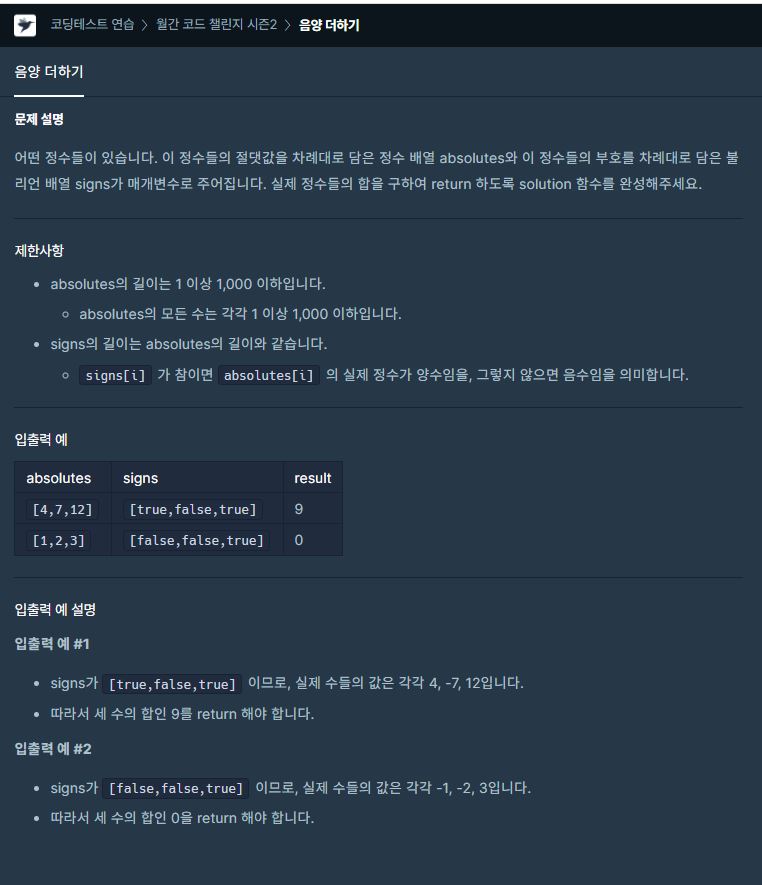 코딩테스트 연습 > 월간 코드 챌린지 시즌2 > 음양 더하기
음양 더하기
문제 설명
어떤 정수들이 있습니다. 이 정수들의 절댓값을 차례대로 담은 정수 배열 absolutes와 이 정수들의 부호를 차례대로 담은 불
리언 배열 signs가 매개변수로 주어집니다. 실제 정수들의 합을 구하여 return 하도록 solution 함수를 완성해주세요.
제한사항
• absolutes의 길이는 1 이상 1,000 이하입니다.
◦ absolutes의 모든 수는 각각 1 이상 1,000 이하입니다.
• signs의 길이는 absolutes의 길이와 같습니다.
◦ signs[i] 가 참이면 absolutes[i] 의 실제 정수가 양수임을, 그렇지 않으면 음수임을 의미합니다.
입출력 예
absolutes signs result
[4,7,12] [true,false,true] 9
[1,2,3] [false,false,true] 0
입출력 예 설명
입출력 예 #1
• signs가 [true,false,true] 이므로, 실제 수들의 값은 각각 4, -7, 12입니다.
• 따라서 세 수의 합인 9를 return 해야 합니다.
입출력 예 #2
• signs가 [false,false,true] 이므로, 실제 수들의 값은 각각 -1, -2, 3입니다.
• 따라서 세 수의 합인 0을 return 해야 합니다.